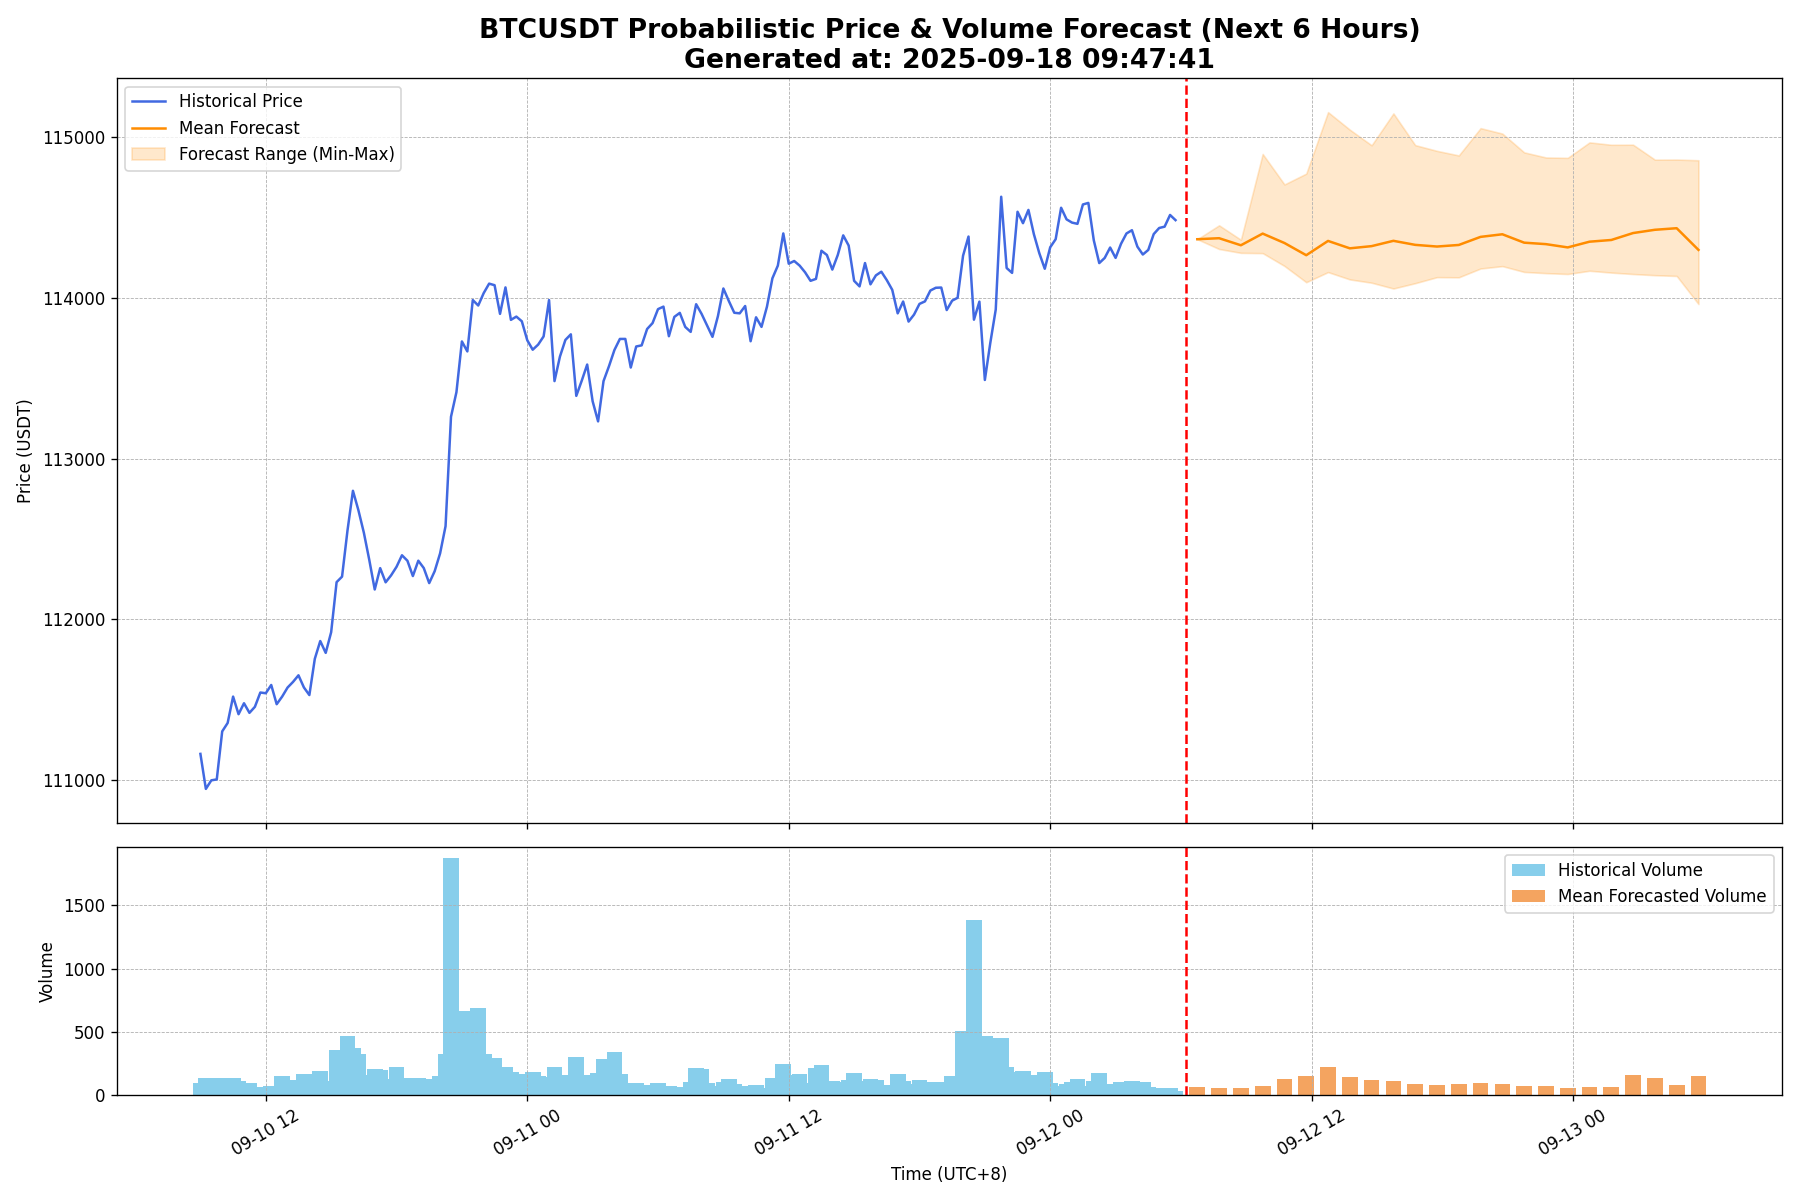 BTCUSDT Probabilistic Price & Volume Forecast (Next 6 Hours)
Generated at: 2025-09-18 09:47:41
Historical Price
Mean Forecast
Forecast Range (Min-Max)
115000
114000
113000
112000
111000
Price (USDT)
Historical Volume
Mean Forecasted Volume
1500
1000
500
0
Volume
09-10 12
09-11 00
09-11 12
09-12 00
09-12 12
09-13 00
Time (UTC+8)